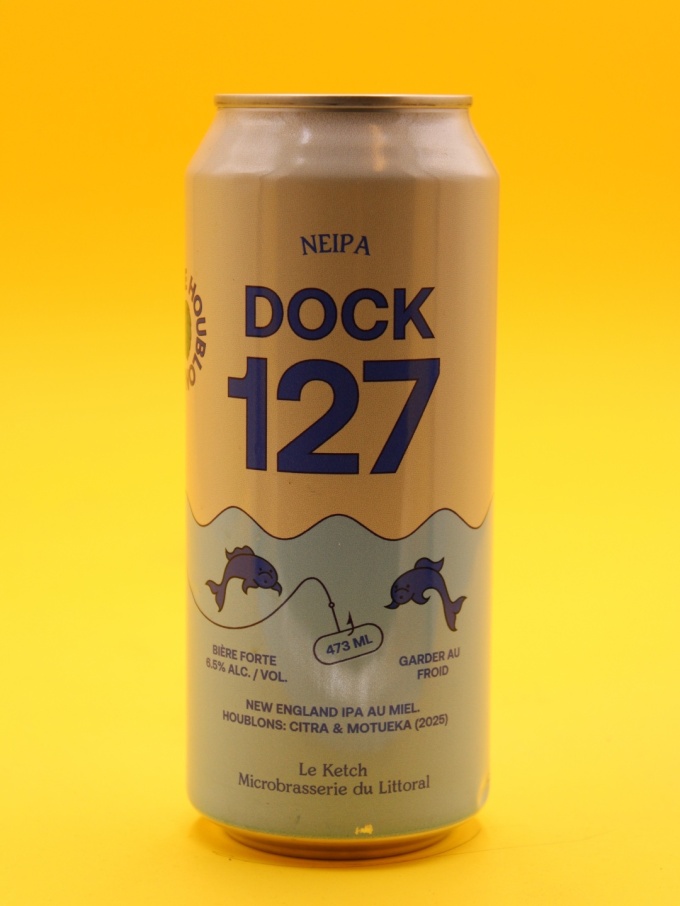 NEIPA
DOCK
127
HOUBLO
473 ML
BIÈRE FORTE
6.5% ALC. / VOL.
GARDER AU
FROID
NEW ENGLAND IPA AU MIEL.
HOUBLONS: CITRA & MOTUEKA (2025)
Le Ketch
Microbrasserie du Littoral